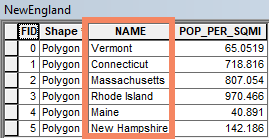 NewEngland
FID Shape NAME POP_PER_SQMI
0 Polygon Vermont 65.0519
1 Polygon Connecticut 718.816
2 Polygon Massachusetts 807.054
3 Polygon Rhode Island 970.466
4 Polygon Maine 40.891
5 Polygon New Hampshire 142.186